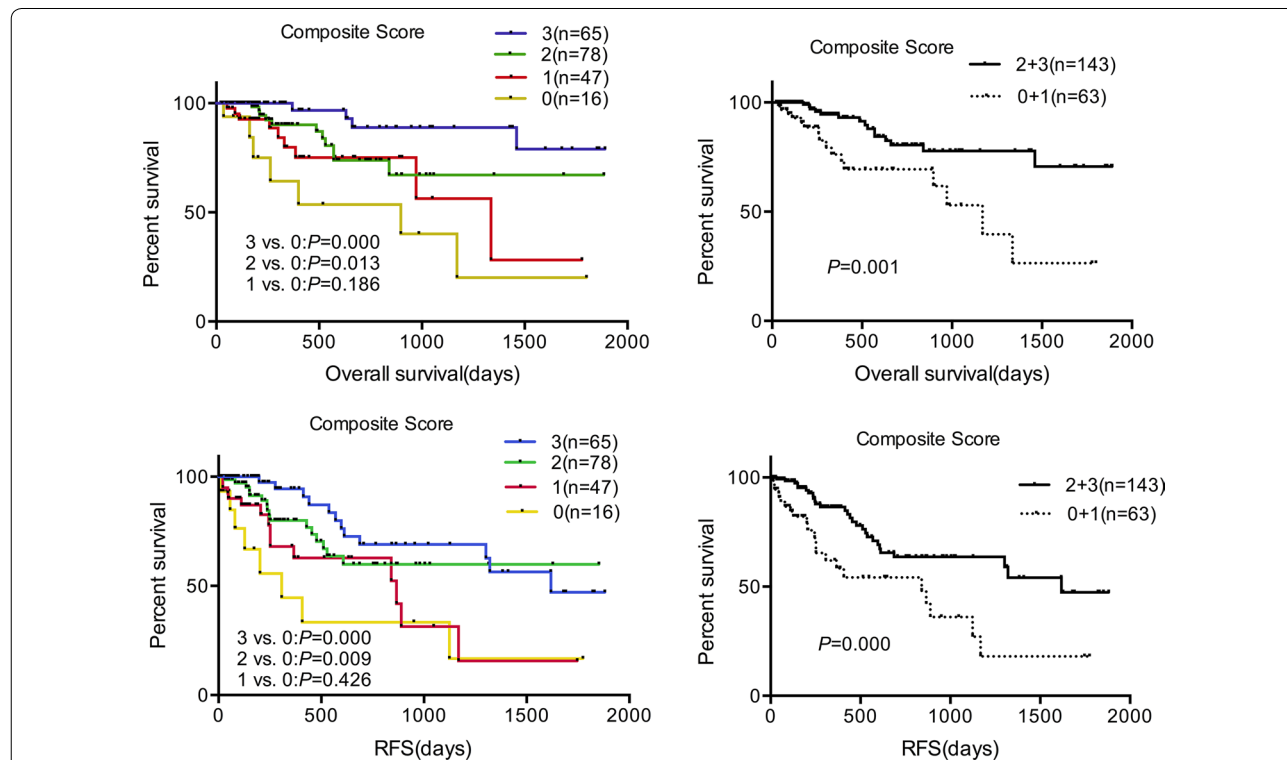 Composite Score
3(n=65)
2(n=78)
1(n=47)
0(n=16)
100
50
0
Percent survival
3 vs. 0:P=0.000
2 vs. 0:P=0.013
1 vs. 0:P=0.186
0 500 1000 1500 2000
Overall survival(days)
Composite Score
2+3(n=143)
0+1(n=63)
100
50
0
Percent survival
P=0.001
0 500 1000 1500 2000
Overall survival(days)
Composite Score
3(n=65)
2(n=78)
1(n=47)
0(n=16)
100
50
0
Percent survival
3 vs. 0:P=0.000
2 vs. 0:P=0.009
1 vs. 0:P=0.426
0 500 1000 1500 2000
RFS(days)
Composite Score
2+3(n=143)
0+1(n=63)
100
50
0
Percent survival
P=0.000
0 500 1000 1500 2000
RFS(days)